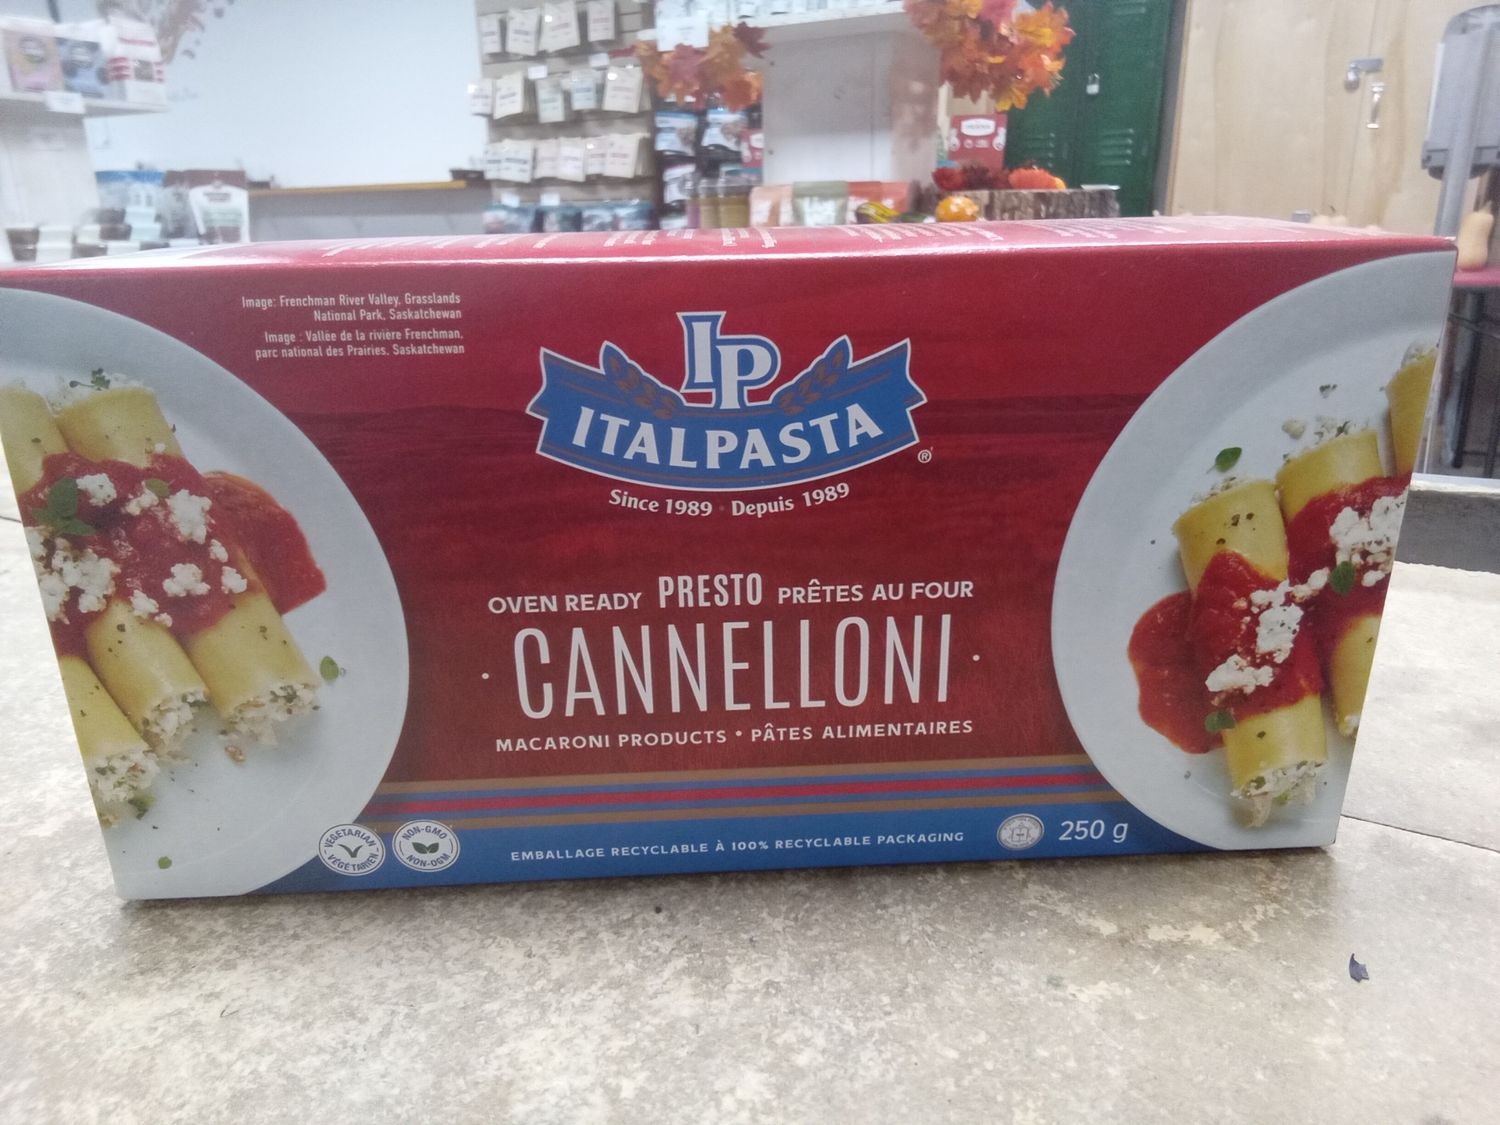 Image: Frenchman River Valley, Grasslands
National Park, Saskatchewan
Image : Vallée de la rivière Frenchman,
parc national des Prairies, Saskatchewan
IP
ITALPASTA
®
Since 1989 · Depuis 1989
OVEN READY PRESTO PRÊTES AU FOUR
· CANNELLONI ·
MACARONI PRODUCTS • PÂTES ALIMENTAIRES
VEGETARIAN
VÉGÉTARIEN
NON-GMO
NON-OGM
EMBALLAGE RECYCLABLE À 100% RECYCLABLE PACKAGING
250 g